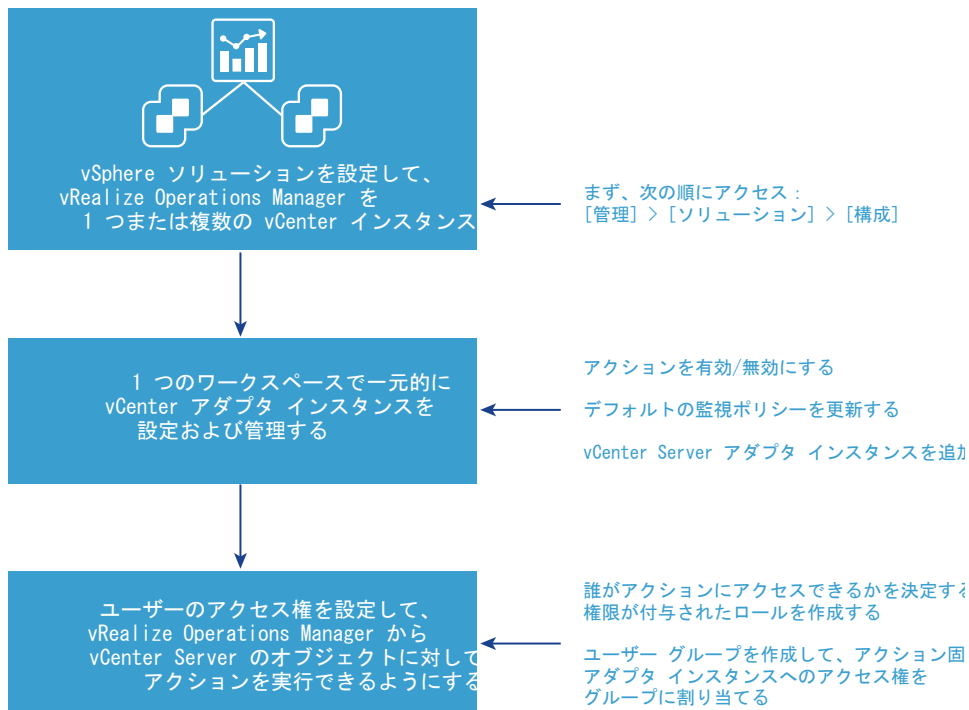 vSphere ソリューションを設定して、
vRealize Operations Manager を
1 つまたは複数の vCenter インスタンス
まず、次の順にアクセス:
[管理] > [ソリューション] > [構成]
1 つのワークスペースで一元的に
vCenter アダプタ インスタンスを
設定および管理する
アクションを有効/無効にする
デフォルトの監視ポリシーを更新する
vCenter Server アダプタ インスタンスを追加
ユーザーのアクセス権を設定して、
vRealize Operations Manager から
vCenter Server のオブジェクトに対して
アクションを実行できるようにする
誰がアクションにアクセスできるかを決定する
権限が付与されたロールを作成する
ユーザー グループを作成して、アクション固
アダプタ インスタンスへのアクセス権を
グループに割り当てる